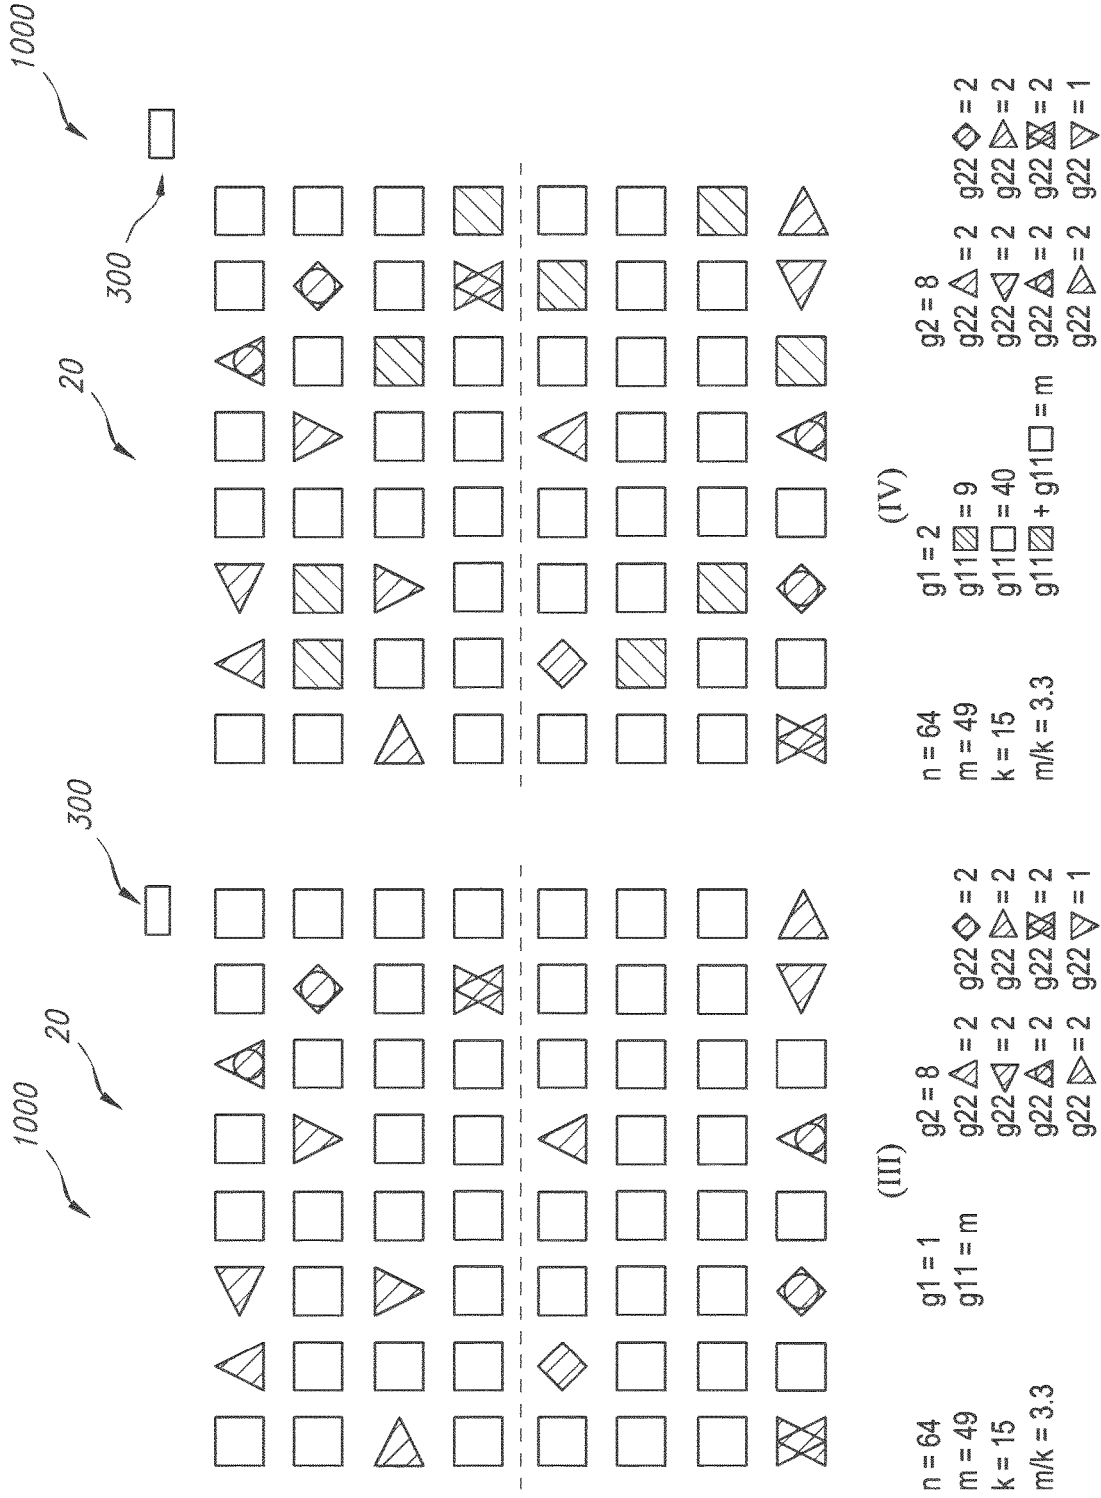 1000
20
300
(III)
n = 64
m = 49
k = 15
m/k = 3.3
g1 = 1
g11 = m
g2 = 8
g22 = 2
g22 = 2
g22 = 2
g22 = 2
g22 = 2
g22 = 2
g22 = 2
g22 = 1
1000
20
300
(IV)
n = 64
m = 49
k = 15
m/k = 3.3
g1 = 2
g11 = 9
g11 = 40
g11 + g11 = m
g2 = 8
g22 = 2
g22 = 2
g22 = 2
g22 = 2
g22 = 2
g22 = 2
g22 = 2
g22 = 1